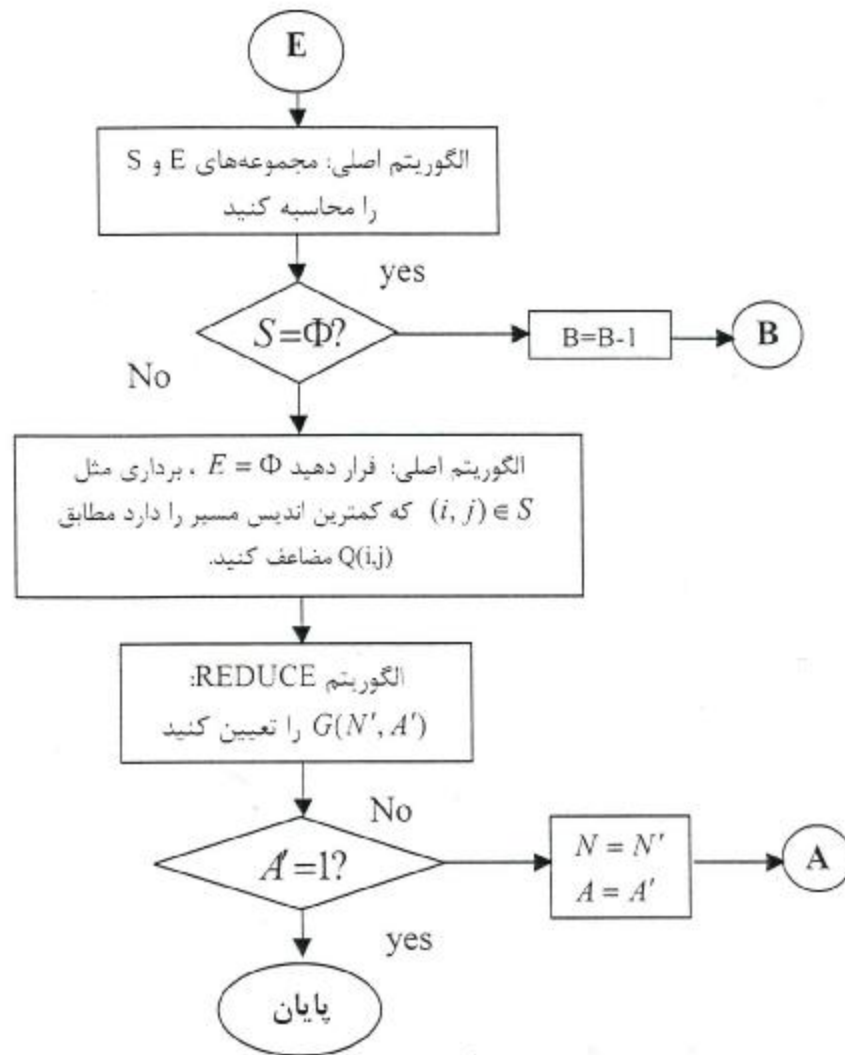 E
الگوریتم اصلی: مجموعه‌های E و S
را محاسبه کنید
yes
S=Φ?
B=B-1
B
No
الگوریتم اصلی: قرار دهید E = Φ ، برداری مثل
(i, j) ∈ S که کمترین اندیس مسیر را دارد مطابق
Q(i,j) مضاعف کنید.
الگوریتم REDUCE:
G(N′, A′) را تعیین کنید
No
A′=1?
N = N′
A = A′
A
yes
پایان